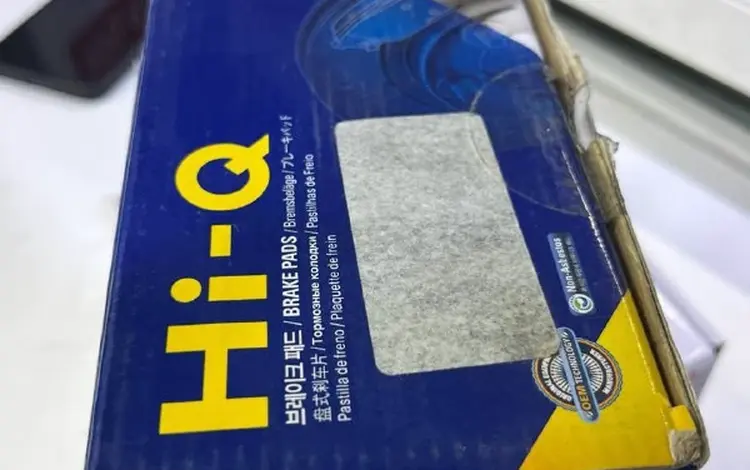 Hi-Q
브레이크 패드 / BRAKE PADS / Bremsbeläge / ブレーキパッド
盘式刹车片 / Тормозные колодки / Pastilhas de Freio
Pastilla de freno / Plaquette de frein
Non-Asbestos
OEM TECHNOLOGY